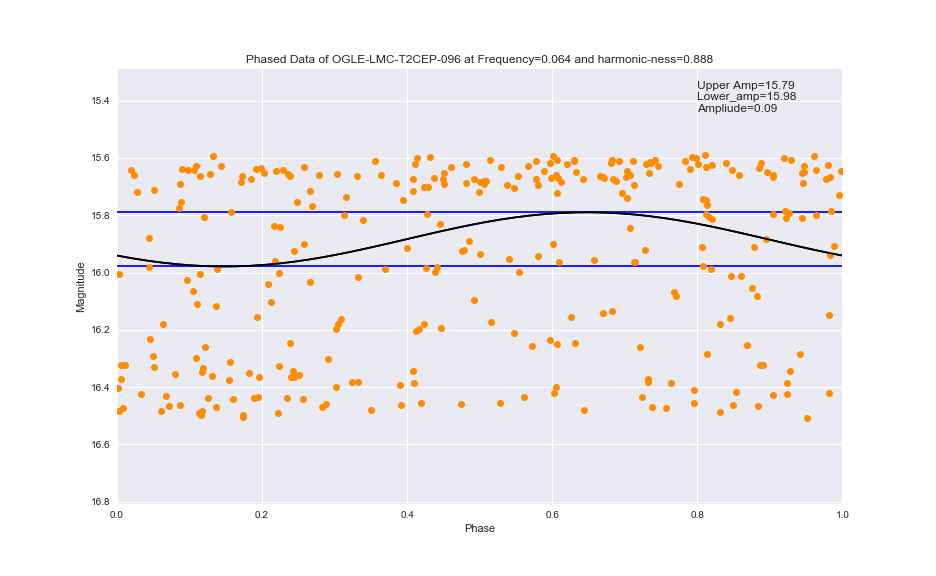 Phased Data of OGLE-LMC-T2CEP-096 at Frequency=0.064 and harmonic-ness=0.888
Upper Amp=15.79
Lower_amp=15.98
Ampliude=0.09
15.4
15.6
15.8
16.0
16.2
16.4
16.6
16.8
Magnitude
0.0 0.2 0.4 0.6 0.8 1.0
Phase